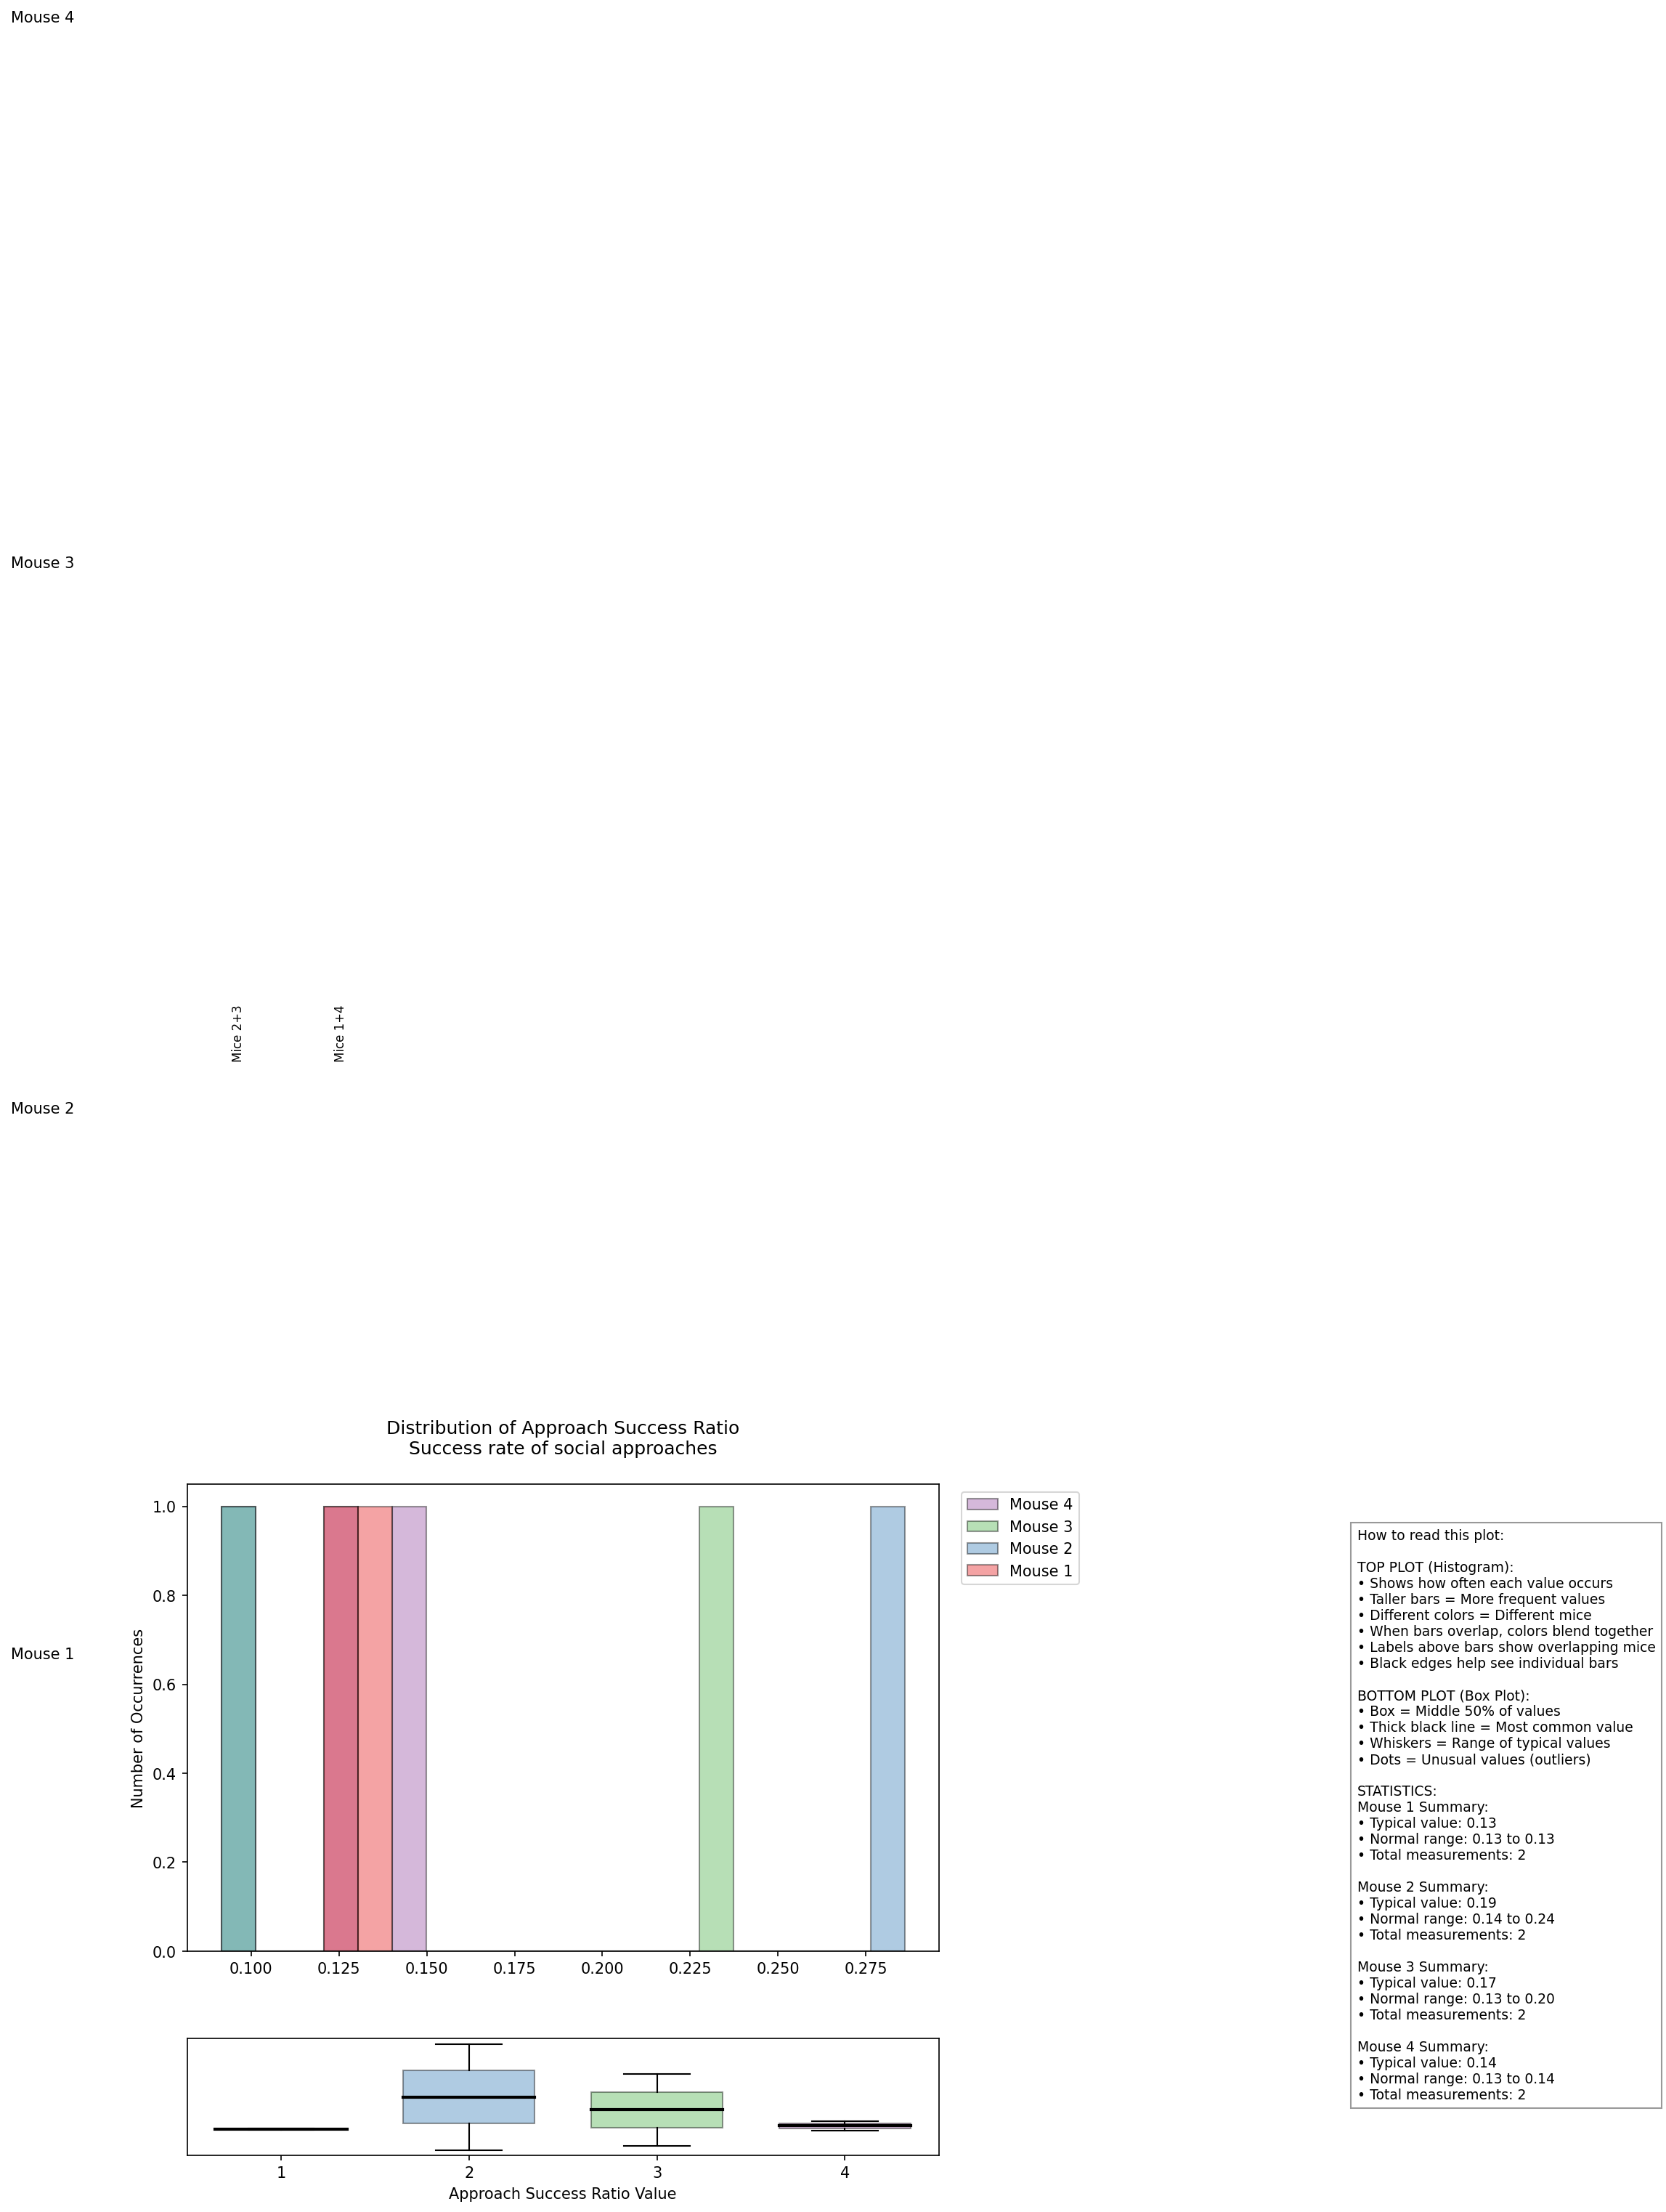 Mouse 4
Mouse 3
Mice 2+3
Mice 1+4
Mouse 2
Distribution of Approach Success Ratio
Success rate of social approaches
Mouse 1
Number of Occurrences
1.0
0.8
0.6
0.4
0.2
0.0
0.100
0.125
0.150
0.175
0.200
0.225
0.250
0.275
Mouse 4
Mouse 3
Mouse 2
Mouse 1
How to read this plot:
TOP PLOT (Histogram):
• Shows how often each value occurs
• Taller bars = More frequent values
• Different colors = Different mice
• When bars overlap, colors blend together
• Labels above bars show overlapping mice
• Black edges help see individual bars
BOTTOM PLOT (Box Plot):
• Box = Middle 50% of values
• Thick black line = Most common value
• Whiskers = Range of typical values
• Dots = Unusual values (outliers)
STATISTICS:
Mouse 1 Summary:
• Typical value: 0.13
• Normal range: 0.13 to 0.13
• Total measurements: 2
Mouse 2 Summary:
• Typical value: 0.19
• Normal range: 0.14 to 0.24
• Total measurements: 2
Mouse 3 Summary:
• Typical value: 0.17
• Normal range: 0.13 to 0.20
• Total measurements: 2
Mouse 4 Summary:
• Typical value: 0.14
• Normal range: 0.13 to 0.14
• Total measurements: 2
1
2
3
4
Approach Success Ratio Value